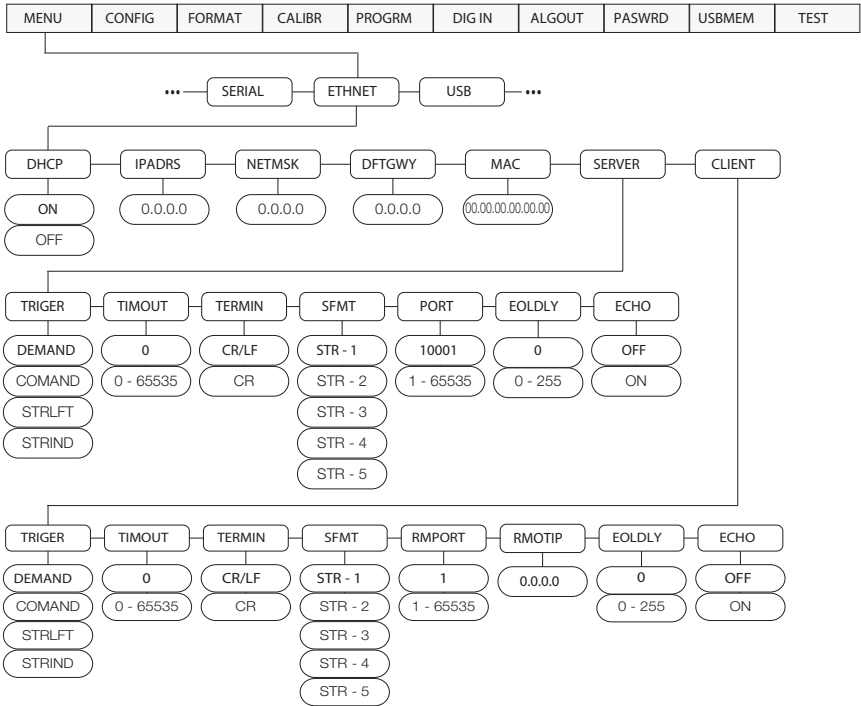 MENU CONFIG FORMAT CALIBR PROGRM DIG IN ALGOUT PASWRD USBMEM TEST
••• SERIAL ETHNET USB •••
DHCP IPADRS NETMSK DFTGWY MAC SERVER CLIENT
ON 0.0.0.0 0.0.0.0 0.0.0.0 00.00.00.00.00.00
OFF
TRIGER TIMOUT TERMIN SFMT PORT EOLDLY ECHO
DEMAND 0 CR/LF STR - 1 10001 0 OFF
COMAND 0 - 65535 CR STR - 2 1 - 65535 0 - 255 ON
STRLFT STR - 3
STRIND STR - 4
STR - 5
TRIGER TIMOUT TERMIN SFMT RMPORT RMOTIP EOLDLY ECHO
DEMAND 0 CR/LF STR - 1 1 0.0.0.0 0 OFF
COMAND 0 - 65535 CR STR - 2 1 - 65535 0 - 255 ON
STRLFT STR - 3
STRIND STR - 4
STR - 5